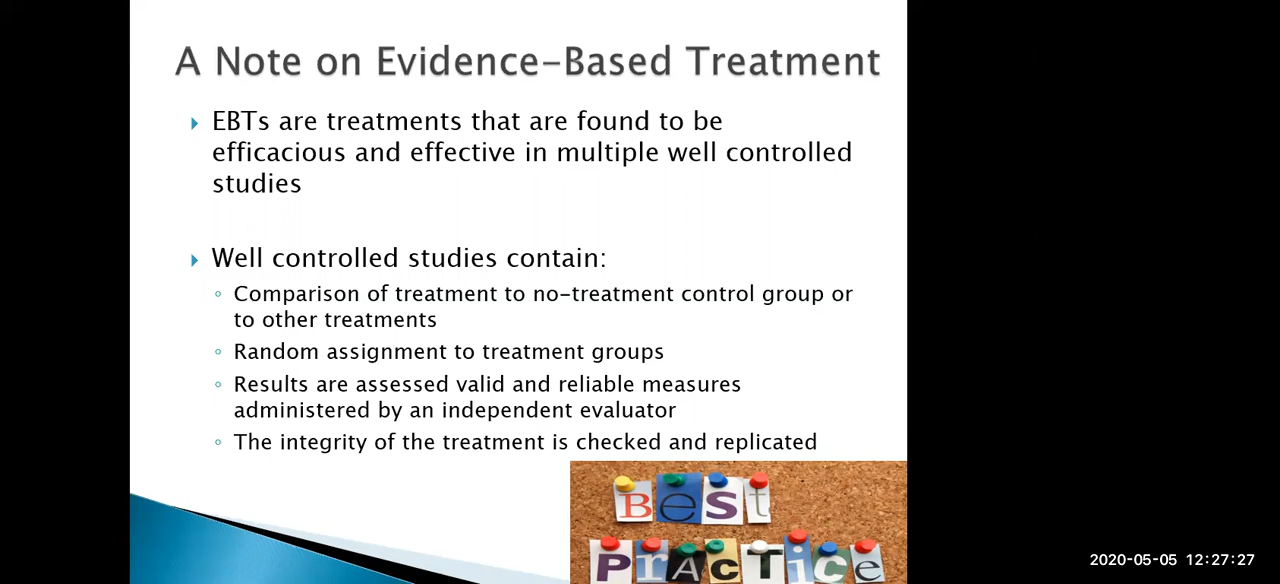 A Note on Evidence-Based Treatment
EBTs are treatments that are found to be
efficacious and effective in multiple well controlled
studies
Well controlled studies contain:
Comparison of treatment to no-treatment control group or
to other treatments
Random assignment to treatment groups
Results are assessed valid and reliable measures
administered by an independent evaluator
The integrity of the treatment is checked and replicated
Best
PrAcTice
2020-05-05 12:27:27